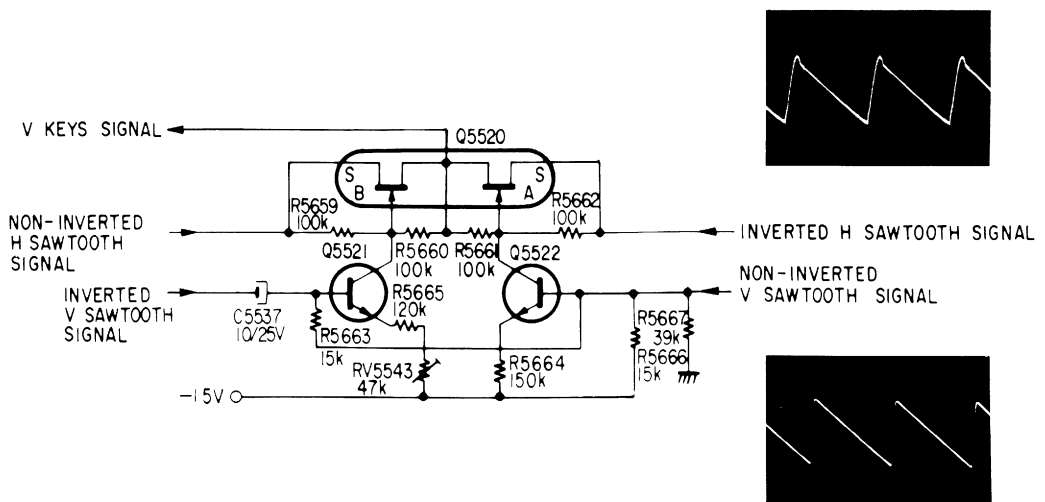 V KEYS SIGNAL
Q5520
S
B
A
S
R5659
100k
R5662
100k
NON-INVERTED
H SAWTOOTH
SIGNAL
INVERTED H SAWTOOTH SIGNAL
Q5521
R5660
100k
R5661
100k
Q5522
INVERTED
V SAWTOOTH
SIGNAL
NON-INVERTED
V SAWTOOTH SIGNAL
C5537
10/25V
R5665
120k
R5663
15k
R5667
39k
R5666
15k
RV5543
47k
R5664
150k
-15V